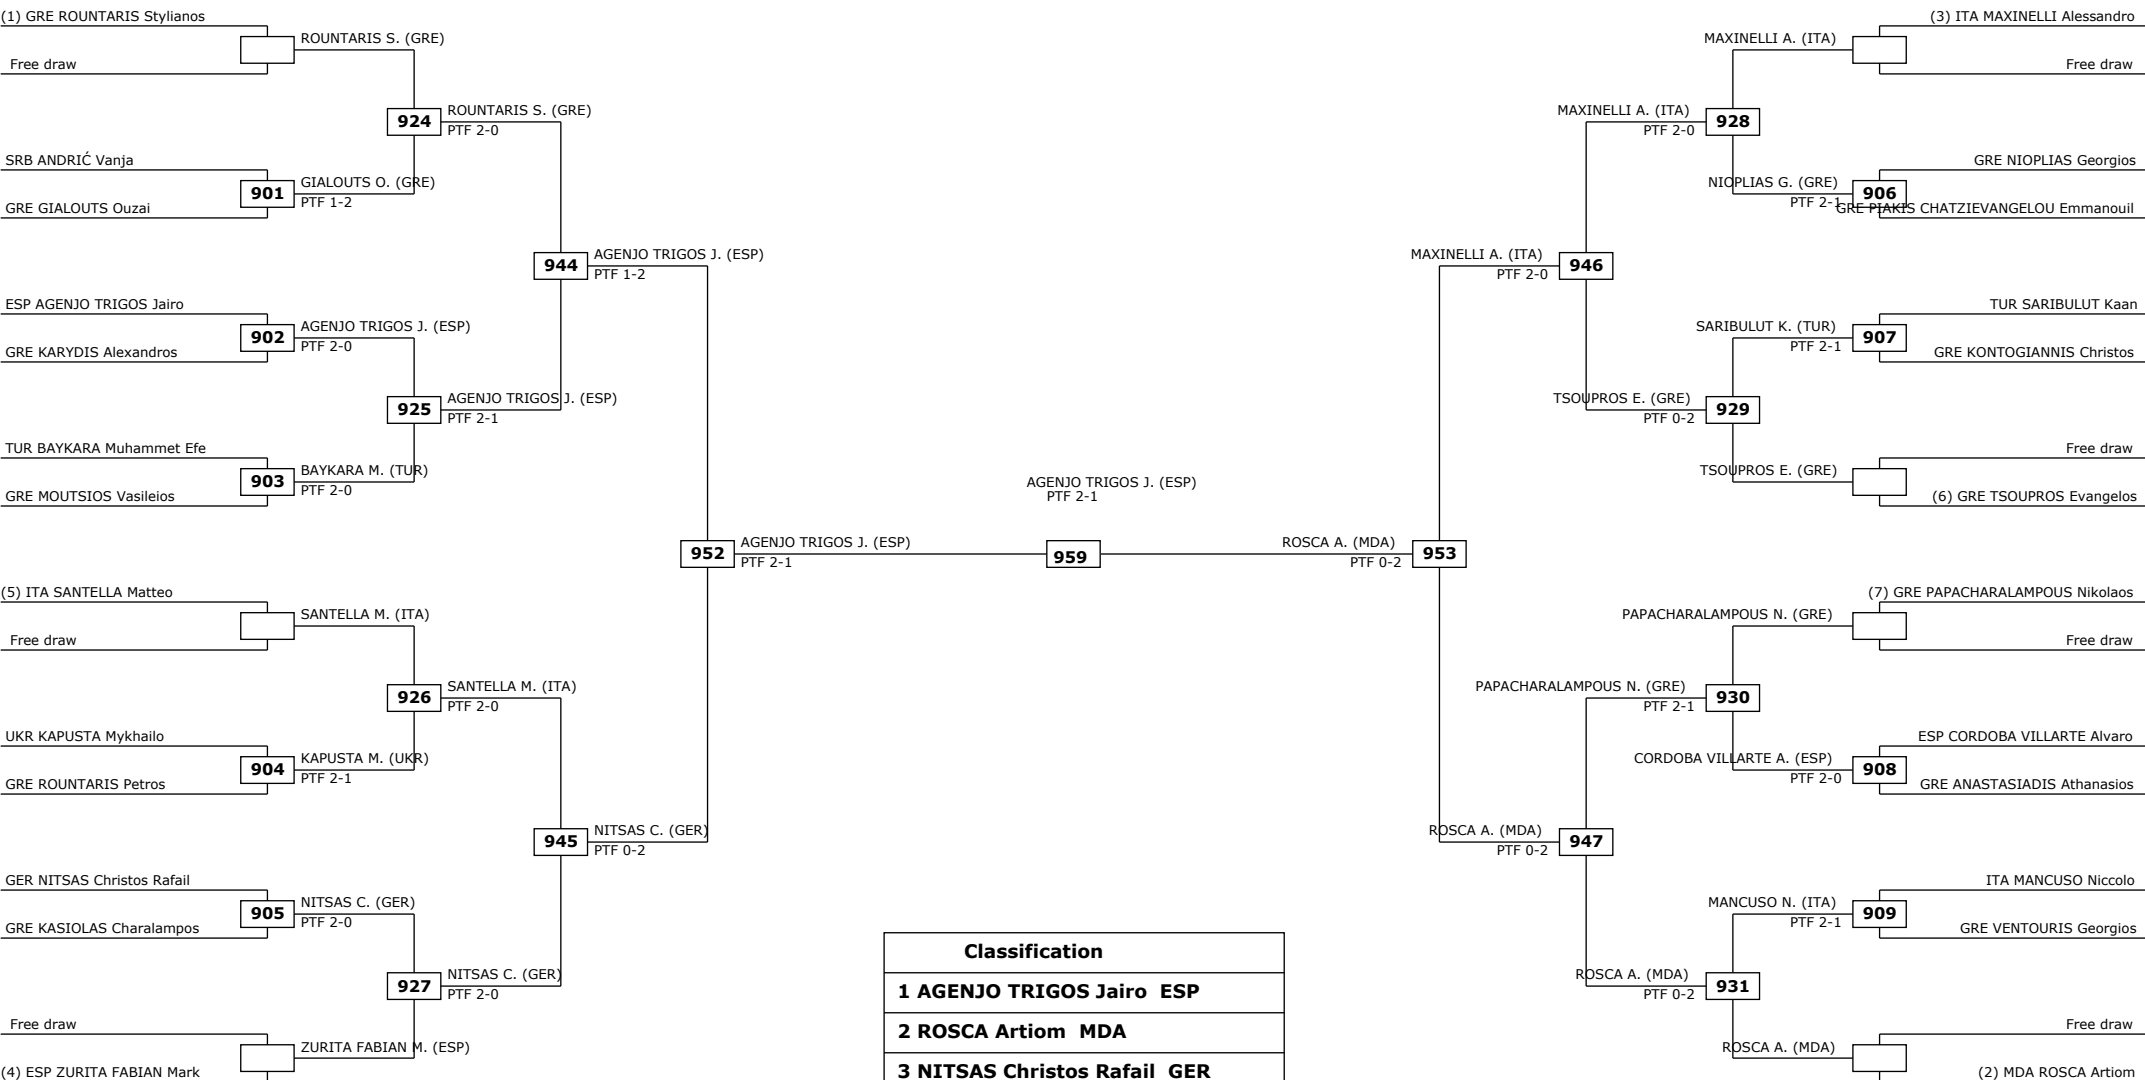 (1) GRE ROUNTARIS Stylianos
ROUNTARIS S. (GRE)
Free draw
924
ROUNTARIS S. (GRE)
PTF 2-0
SRB ANDRIĆ Vanja
901
GIALOUTS O. (GRE)
PTF 1-2
GRE GIALOUTS Ouzai
944
AGENJO TRIGOS J. (ESP)
PTF 1-2
ESP AGENJO TRIGOS Jairo
902
AGENJO TRIGOS J. (ESP)
PTF 2-0
GRE KARYDIS Alexandros
925
AGENJO TRIGOS J. (ESP)
PTF 2-1
TUR BAYKARA Muhammet Efe
903
BAYKARA M. (TUR)
PTF 2-0
GRE MOUTSIOS Vasileios
952
AGENJO TRIGOS J. (ESP)
PTF 2-1
(5) ITA SANTELLA Matteo
SANTELLA M. (ITA)
Free draw
926
SANTELLA M. (ITA)
PTF 2-0
UKR KAPUSTA Mykhailo
904
KAPUSTA M. (UKR)
PTF 2-1
GRE ROUNTARIS Petros
945
NITSAS C. (GER)
PTF 0-2
GER NITSAS Christos Rafail
905
NITSAS C. (GER)
PTF 2-0
GRE KASIOLAS Charalampos
927
NITSAS C. (GER)
PTF 2-0
Free draw
ZURITA FABIAN M. (ESP)
(4) ESP ZURITA FABIAN Mark
AGENJO TRIGOS J. (ESP)
PTF 2-1
959
(3) ITA MAXINELLI Alessandro
MAXINELLI A. (ITA)
Free draw
MAXINELLI A. (ITA)
PTF 2-0
928
GRE NIOPLIAS Georgios
NIOPLIAS G. (GRE)
PTF 2-1
906
GRE PIAKIS CHATZIEVANGELOU Emmanouil
MAXINELLI A. (ITA)
PTF 2-0
946
TUR SARIBULUT Kaan
SARIBULUT K. (TUR)
PTF 2-1
907
GRE KONTOGIANNIS Christos
TSOUPROS E. (GRE)
PTF 0-2
929
Free draw
TSOUPROS E. (GRE)
(6) GRE TSOUPROS Evangelos
ROSCA A. (MDA)
PTF 0-2
953
(7) GRE PAPACHARALAMPOUS Nikolaos
PAPACHARALAMPOUS N. (GRE)
Free draw
PAPACHARALAMPOUS N. (GRE)
PTF 2-1
930
ESP CORDOBA VILLARTE Alvaro
CORDOBA VILLARTE A. (ESP)
PTF 2-0
908
GRE ANASTASIADIS Athanasios
ROSCA A. (MDA)
PTF 0-2
947
ITA MANCUSO Niccolo
MANCUSO N. (ITA)
PTF 2-1
909
GRE VENTOURIS Georgios
ROSCA A. (MDA)
PTF 0-2
931
Free draw
ROSCA A. (MDA)
(2) MDA ROSCA Artiom
Classification
1 AGENJO TRIGOS Jairo ESP
2 ROSCA Artiom MDA
3 NITSAS Christos Rafail GER